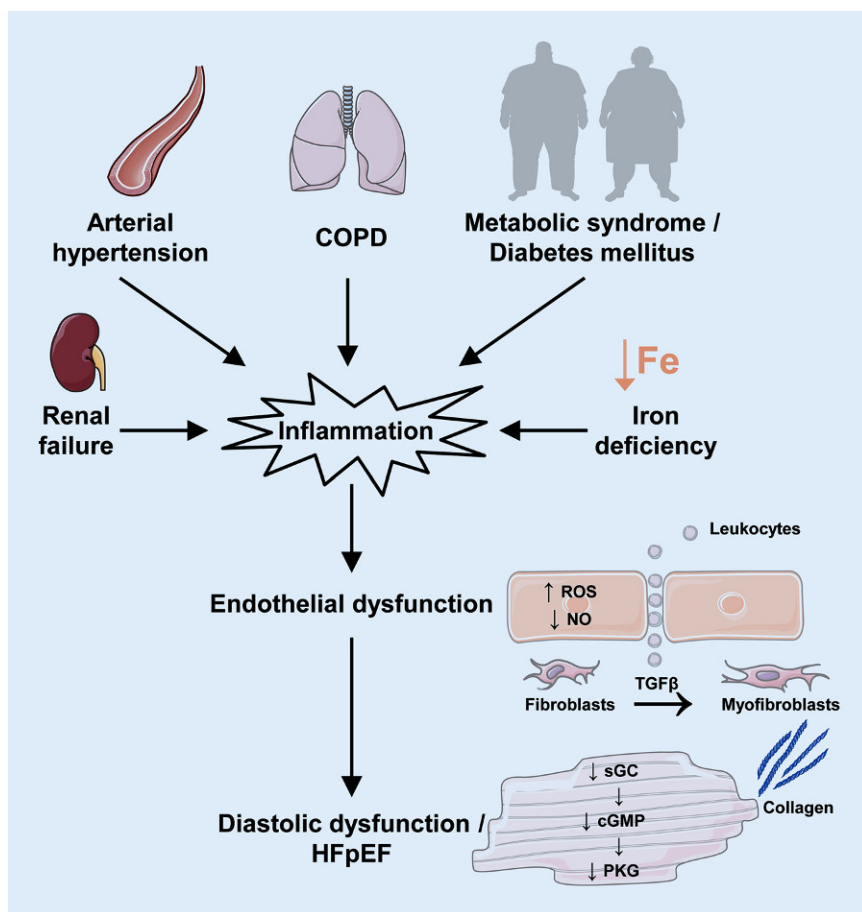 Arterial
hypertension
COPD
Metabolic syndrome /
Diabetes mellitus
Renal
failure
Inflammation
↓Fe
Iron
deficiency
Leukocytes
Endothelial dysfunction
↑ ROS
↓ NO
Fibroblasts
TGFβ
Myofibroblasts
Diastolic dysfunction /
HFpEF
↓ sGC
↓
↓ cGMP
↓
↓ PKG
Collagen